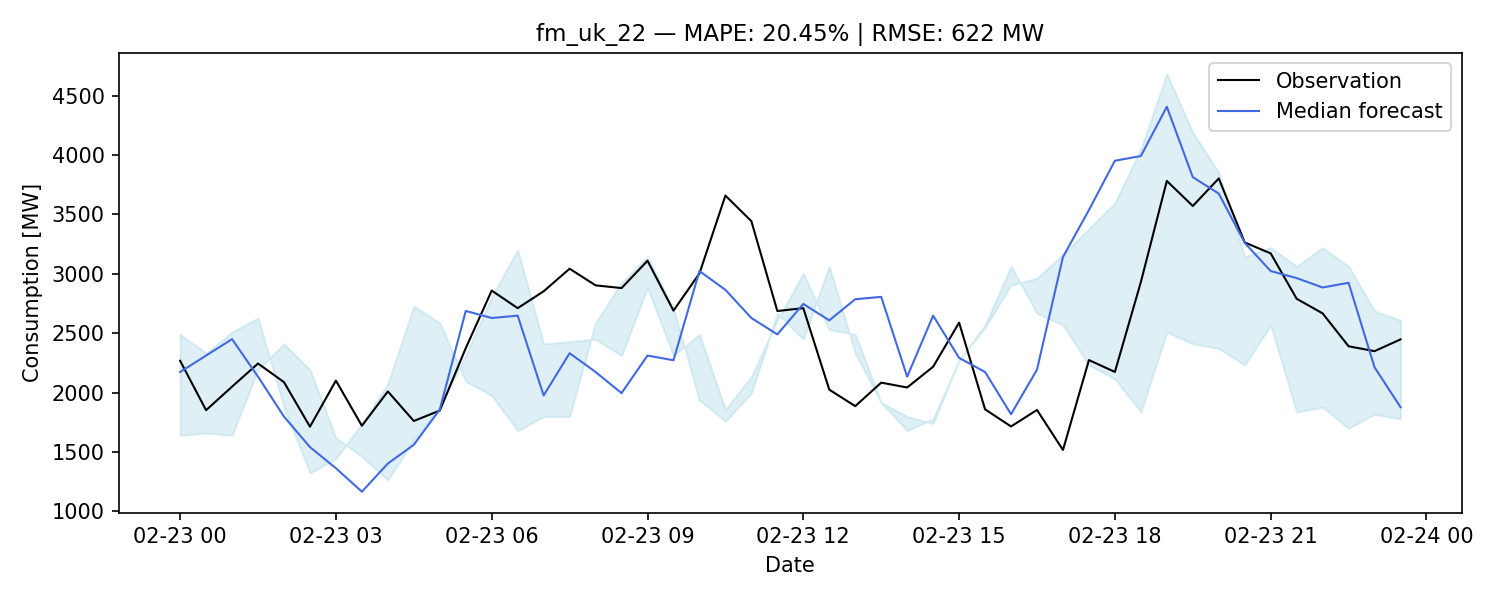 fm_uk_22 — MAPE: 20.45% | RMSE: 622 MW
Observation
Median forecast
Consumption [MW]
4500
4000
3500
3000
2500
2000
1500
1000
02-23 00 02-23 03 02-23 06 02-23 09 02-23 12 02-23 15 02-23 18 02-23 21 02-24 00
Date